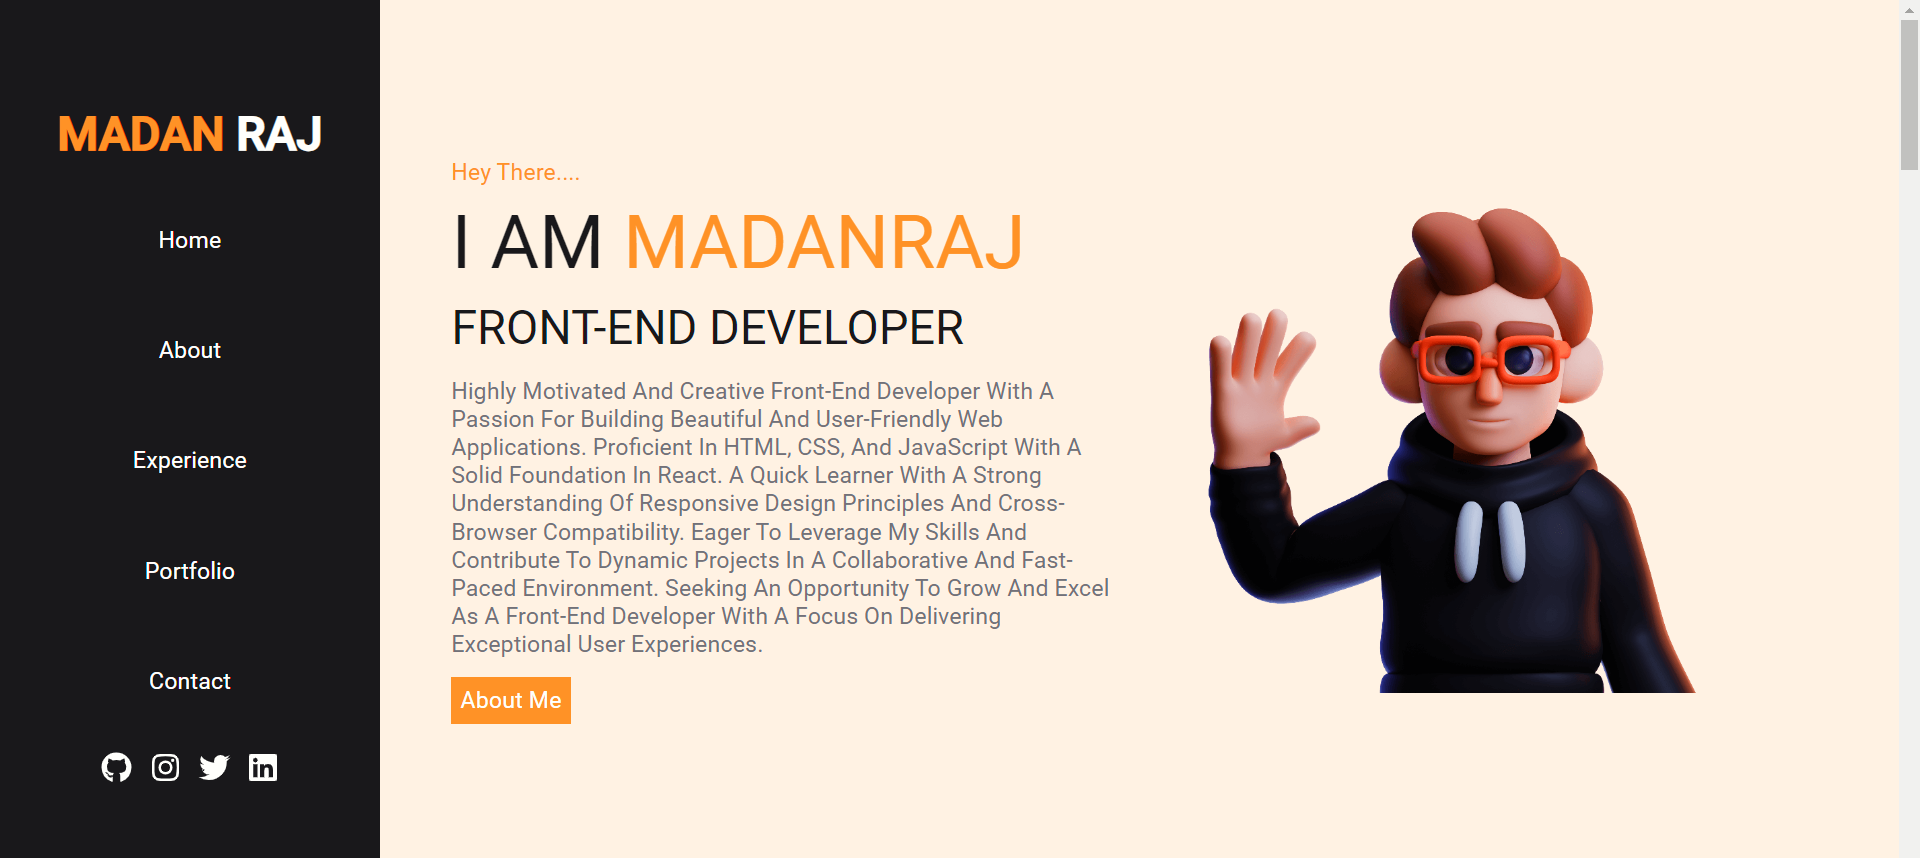 MADAN RAJ
Home
About
Experience
Portfolio
Contact
Hey There....
I AM MADANRAJ
FRONT-END DEVELOPER
Highly Motivated And Creative Front-End Developer With A
Passion For Building Beautiful And User-Friendly Web
Applications. Proficient In HTML, CSS, And JavaScript With A
Solid Foundation In React. A Quick Learner With A Strong
Understanding Of Responsive Design Principles And Cross-
Browser Compatibility. Eager To Leverage My Skills And
Contribute To Dynamic Projects In A Collaborative And Fast-
Paced Environment. Seeking An Opportunity To Grow And Excel
As A Front-End Developer With A Focus On Delivering
Exceptional User Experiences.
About Me